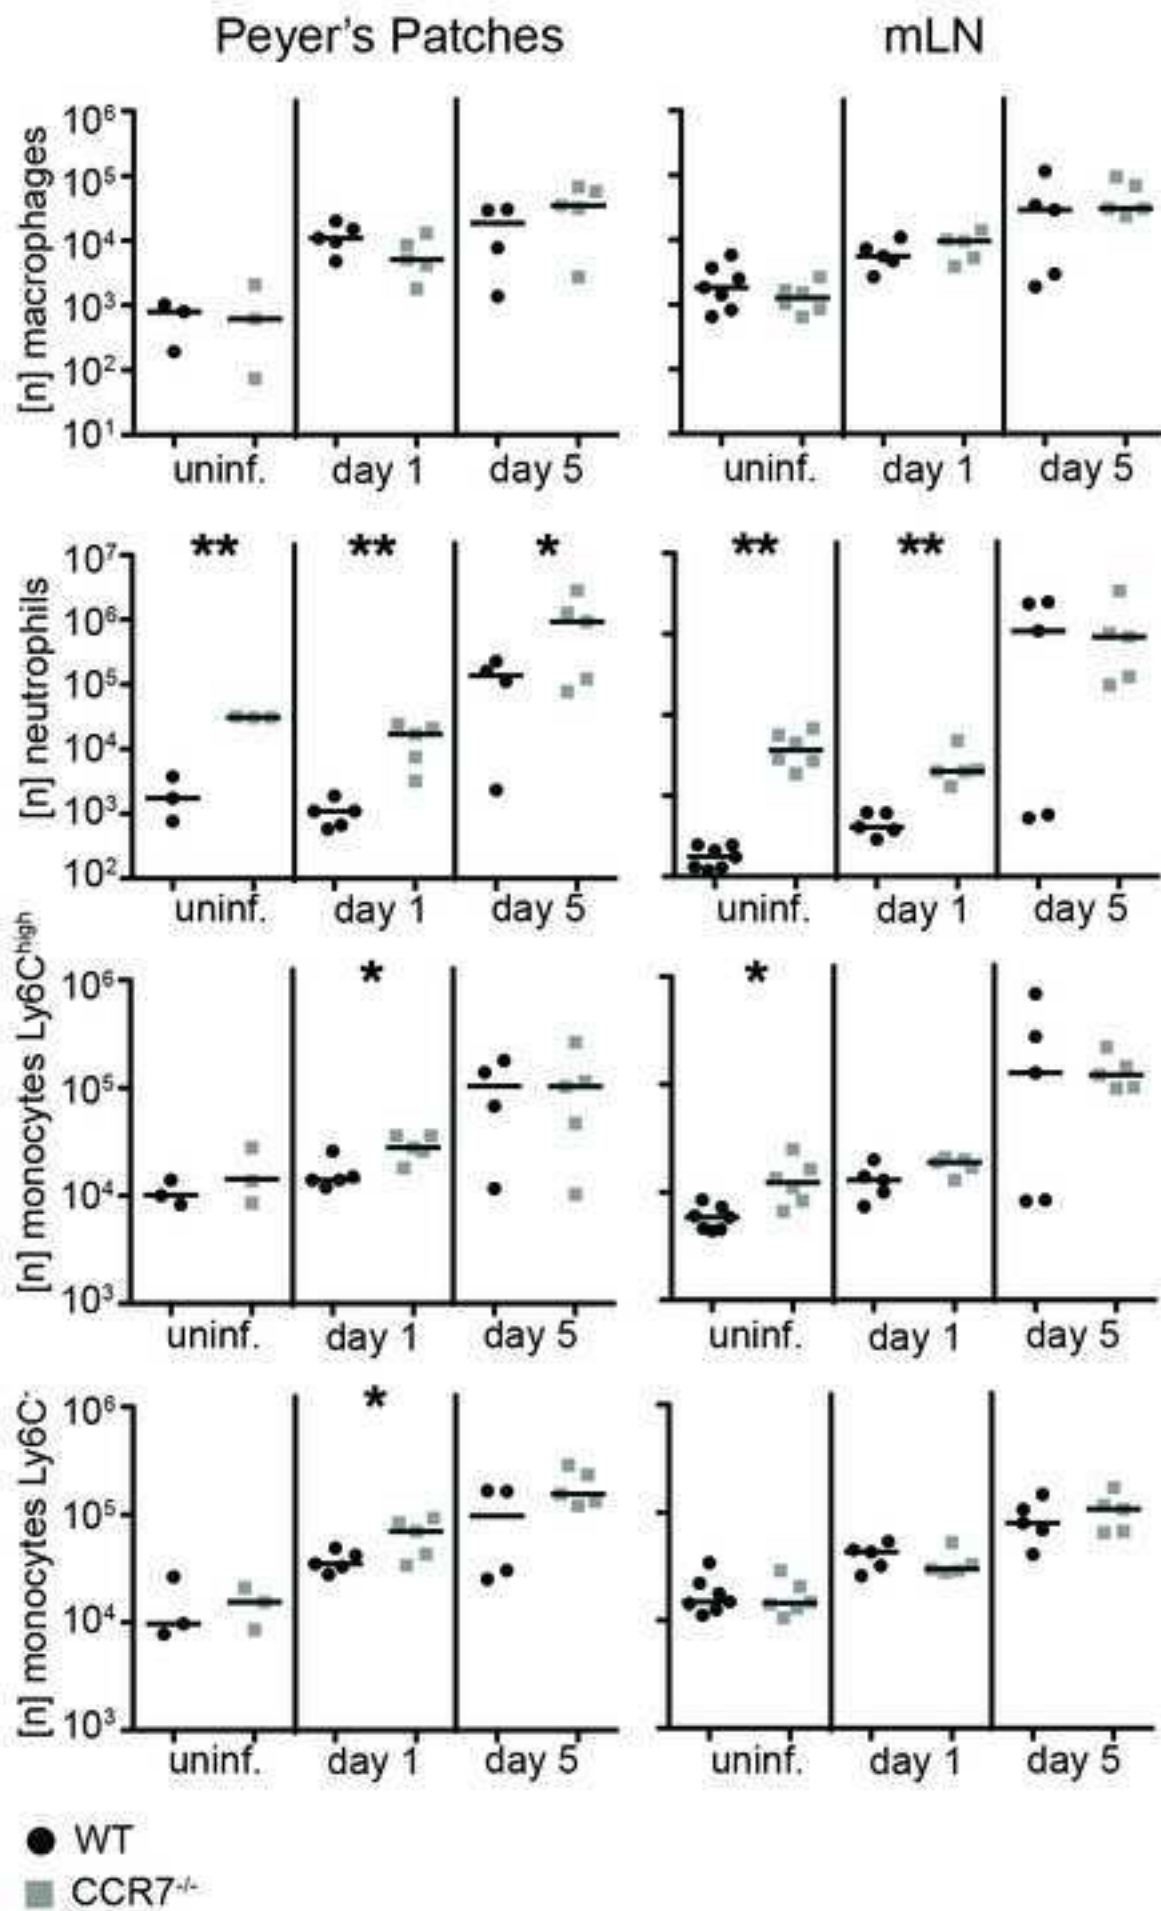 Peyer's Patches mLN
[n] macrophages
10⁶
10⁵
10⁴
10³
10²
10¹
uninf. day 1 day 5 uninf. day 1 day 5
[n] neutrophils
** ** * ** **
10⁷
10⁶
10⁵
10⁴
10³
10²
uninf. day 1 day 5 uninf. day 1 day 5
[n] monocytes Ly6Cʰⁱᵍʰ
* *
10⁶
10⁵
10⁴
10³
uninf. day 1 day 5 uninf. day 1 day 5
[n] monocytes Ly6C⁻
*
10⁶
10⁵
10⁴
10³
uninf. day 1 day 5 uninf. day 1 day 5
WT
CCR7⁻/⁻